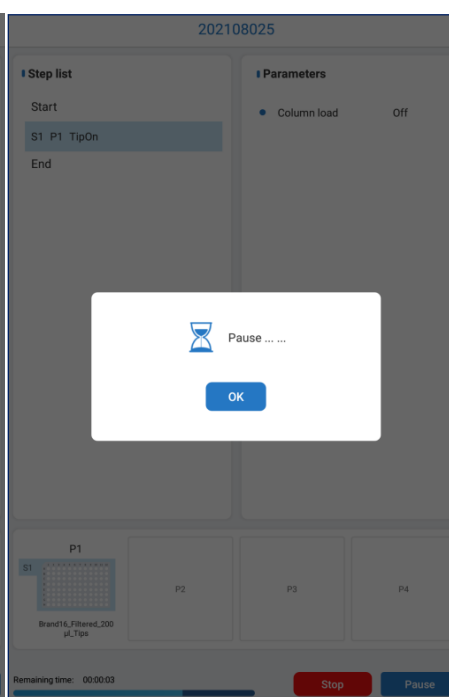 202108025
Step list
Start
S1 P1 TipOn
End
Parameters
Column load Off
Pause ... ...
OK
P1
S1
Brand16_Filtered_200
µl_Tips
P2
P3
P4
Remaining time: 00:00:03
Stop
Pause